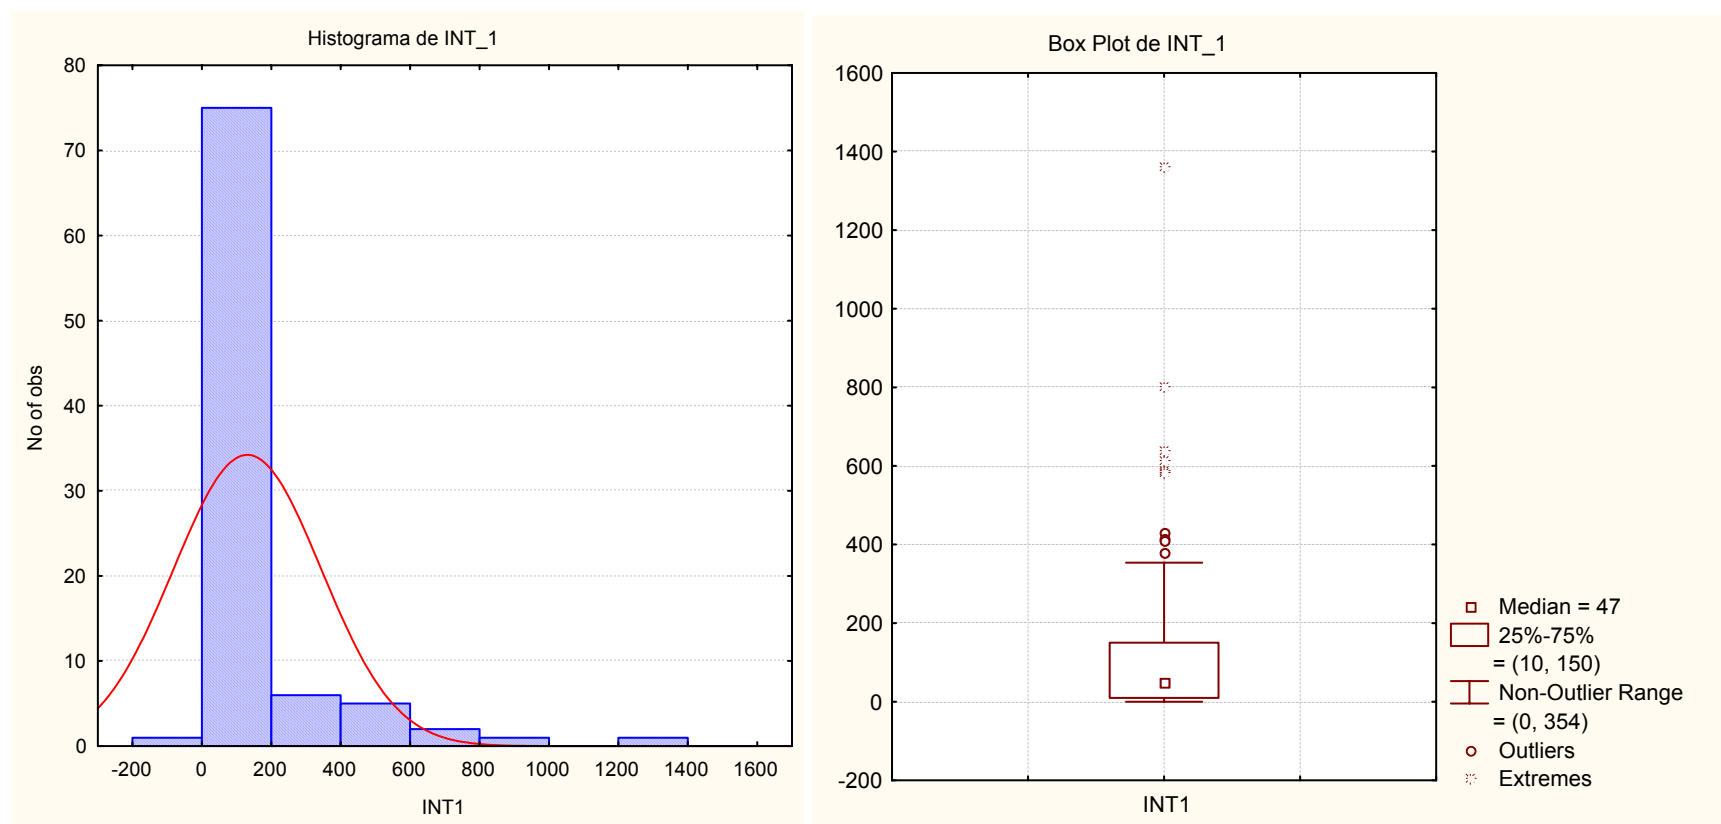 Histograma de INT_1
80
70
60
50
40
30
20
10
0
No of obs
-200 0 200 400 600 800 1000 1200 1400 1600
INT1
Box Plot de INT_1
1600
1400
1200
1000
800
600
400
200
0
-200
INT1
Median = 47
25%-75%
= (10, 150)
Non-Outlier Range
= (0, 354)
Outliers
Extremes